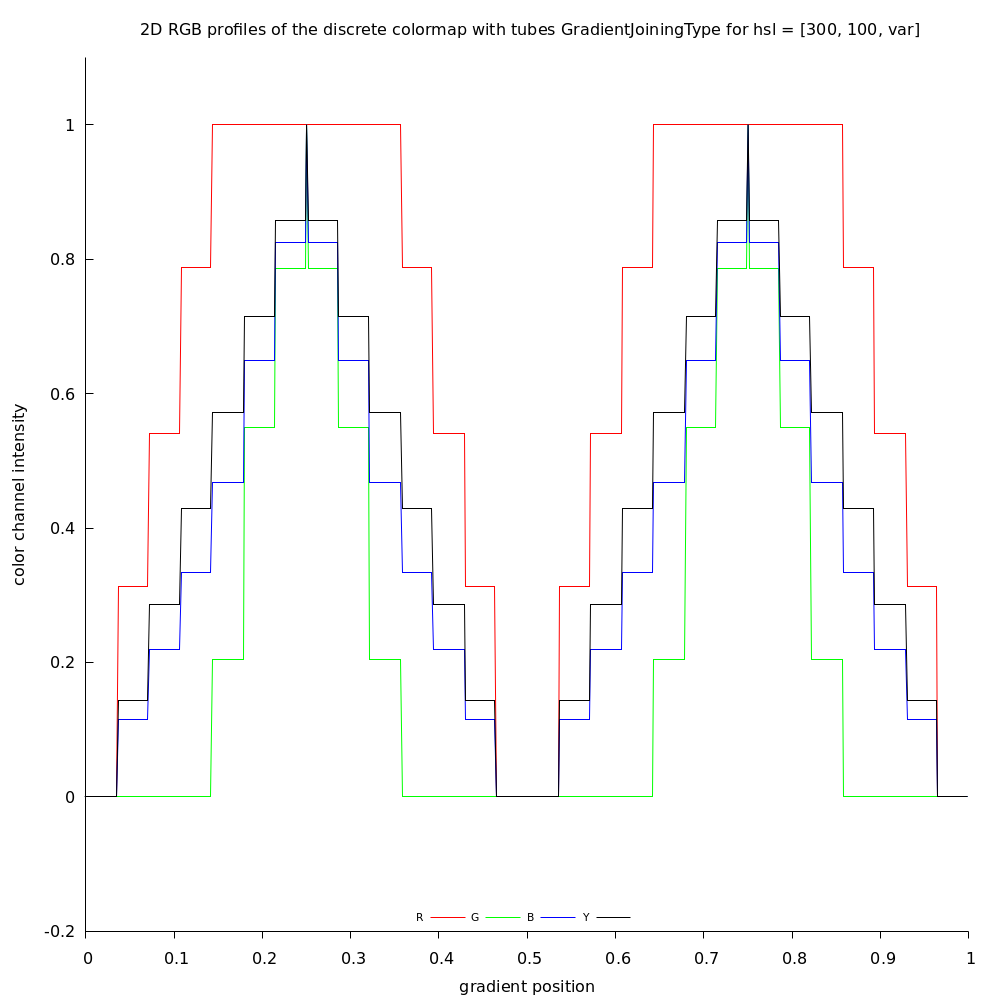 2D RGB profiles of the discrete colormap with tubes GradientJoiningType for hsl = [300, 100, var]
1
0.8
0.6
0.4
0.2
0
-0.2
color channel intensity
R G B Y
0 0.1 0.2 0.3 0.4 0.5 0.6 0.7 0.8 0.9 1
gradient position